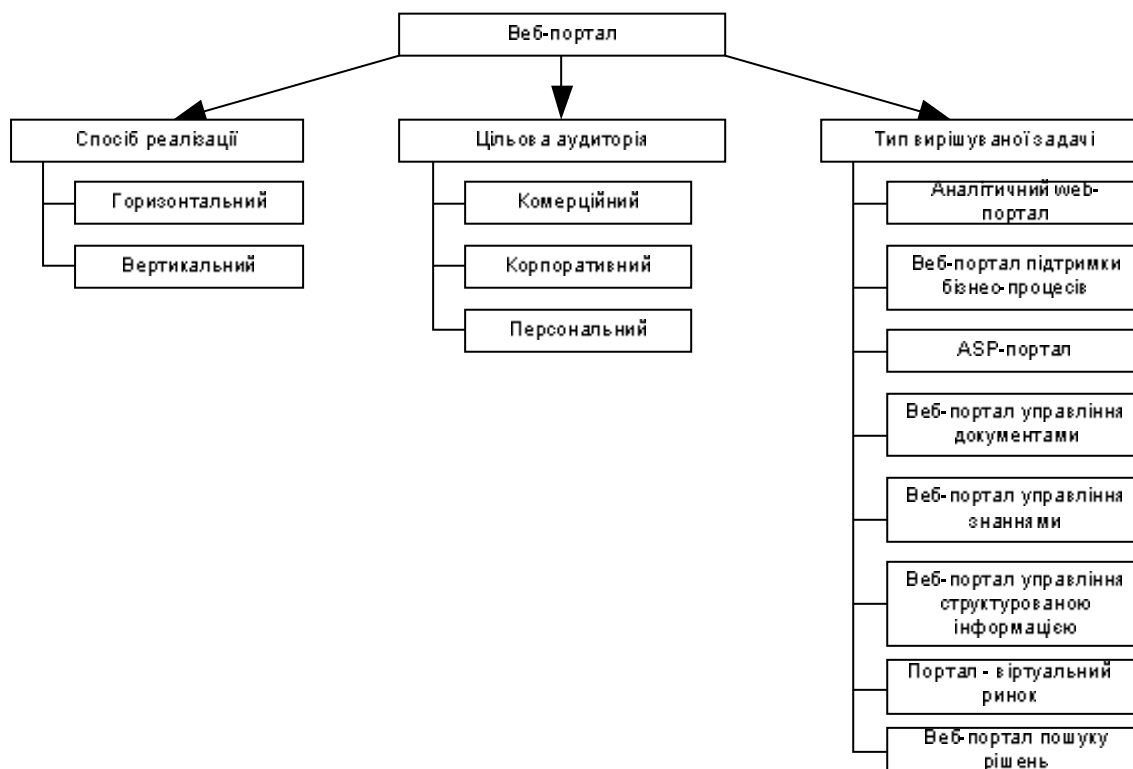 Веб-портал
Спосіб реалізації
Горизонтальний
Вертикальний
Цільова аудиторія
Комерційний
Корпоративний
Персональний
Тип вирішуваної задачі
Аналітичний web-
портал
Веб-портал підтримки
бізнео-процесів
ASP-портал
Веб-портал управління
документами
Веб-портал управління
знаннями
Веб-портал управління
структурованою
інформацією
Портал - віртуальний
ринок
Веб-портал пошуку
рішень